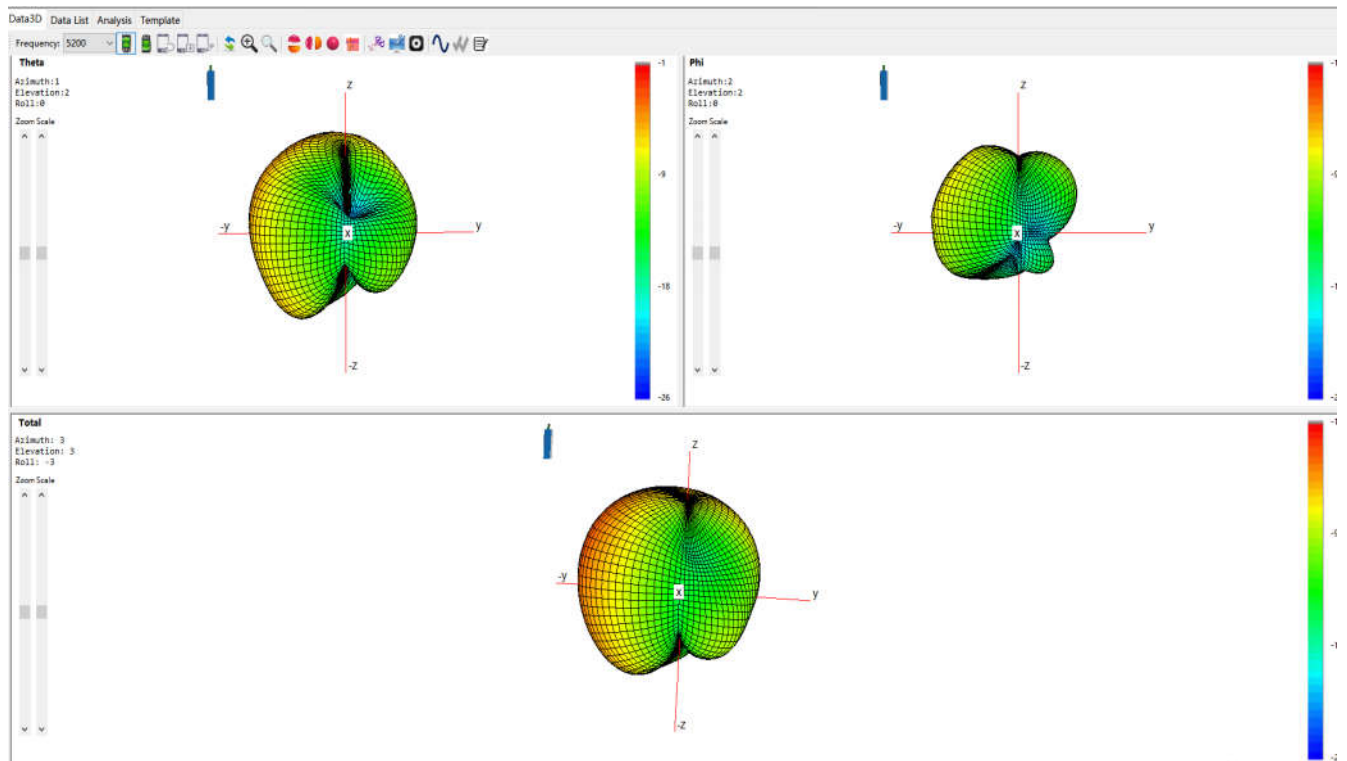 Data3D Data List Analysis Template
Frequency: 5200
Theta
Azimuth:1
Elevation:2
Roll:0
Zoom Scale
z
-y
x
y
-z
-1
-9
-18
-26
Phi
Azimuth:2
Elevation:2
Roll:0
Zoom Scale
z
-y
x
y
-z
Total
Azimuth: 3
Elevation: 3
Roll: -3
Zoom Scale
z
-y
x
y
-z